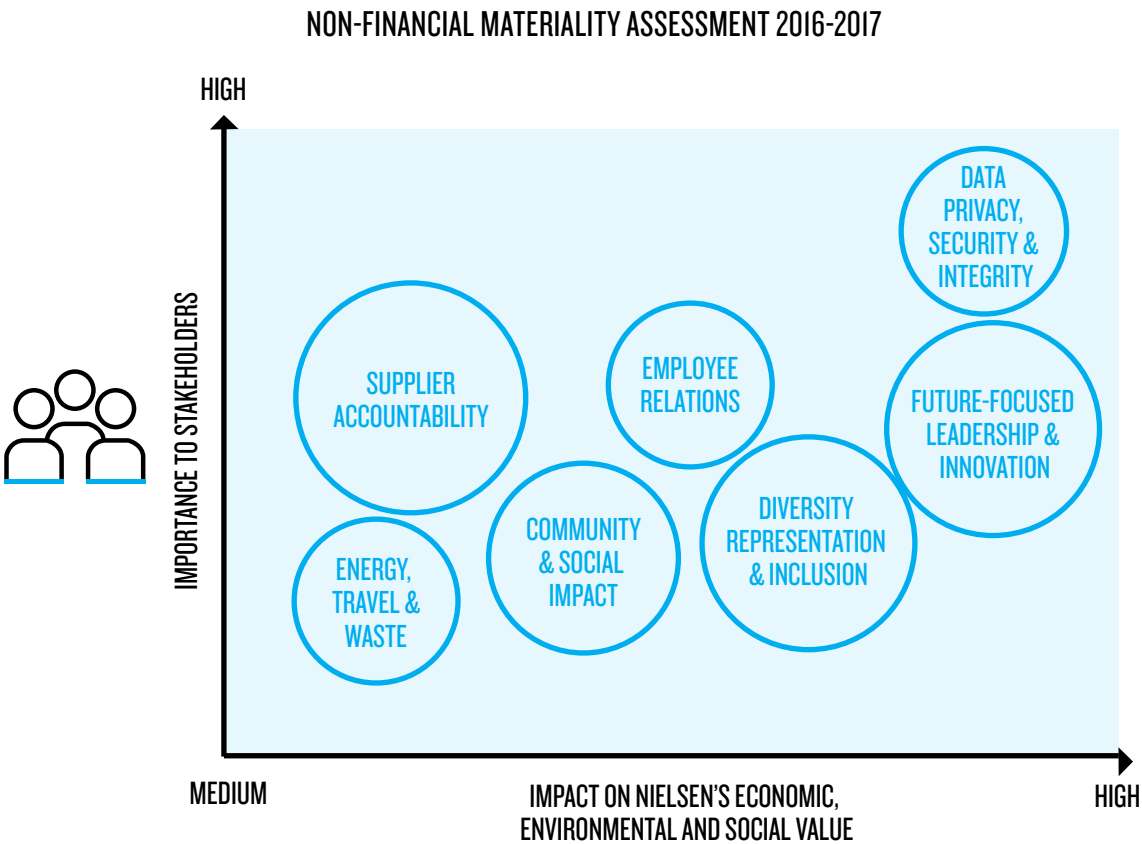 NON-FINANCIAL MATERIALITY ASSESSMENT 2016-2017
HIGH
IMPORTANCE TO STAKEHOLDERS
DATA
PRIVACY,
SECURITY &
INTEGRITY
SUPPLIER
ACCOUNTABILITY
EMPLOYEE
RELATIONS
FUTURE-FOCUSED
LEADERSHIP &
INNOVATION
ENERGY,
TRAVEL &
WASTE
COMMUNITY
& SOCIAL
IMPACT
DIVERSITY
REPRESENTATION
& INCLUSION
MEDIUM
IMPACT ON NIELSEN'S ECONOMIC,
ENVIRONMENTAL AND SOCIAL VALUE
HIGH